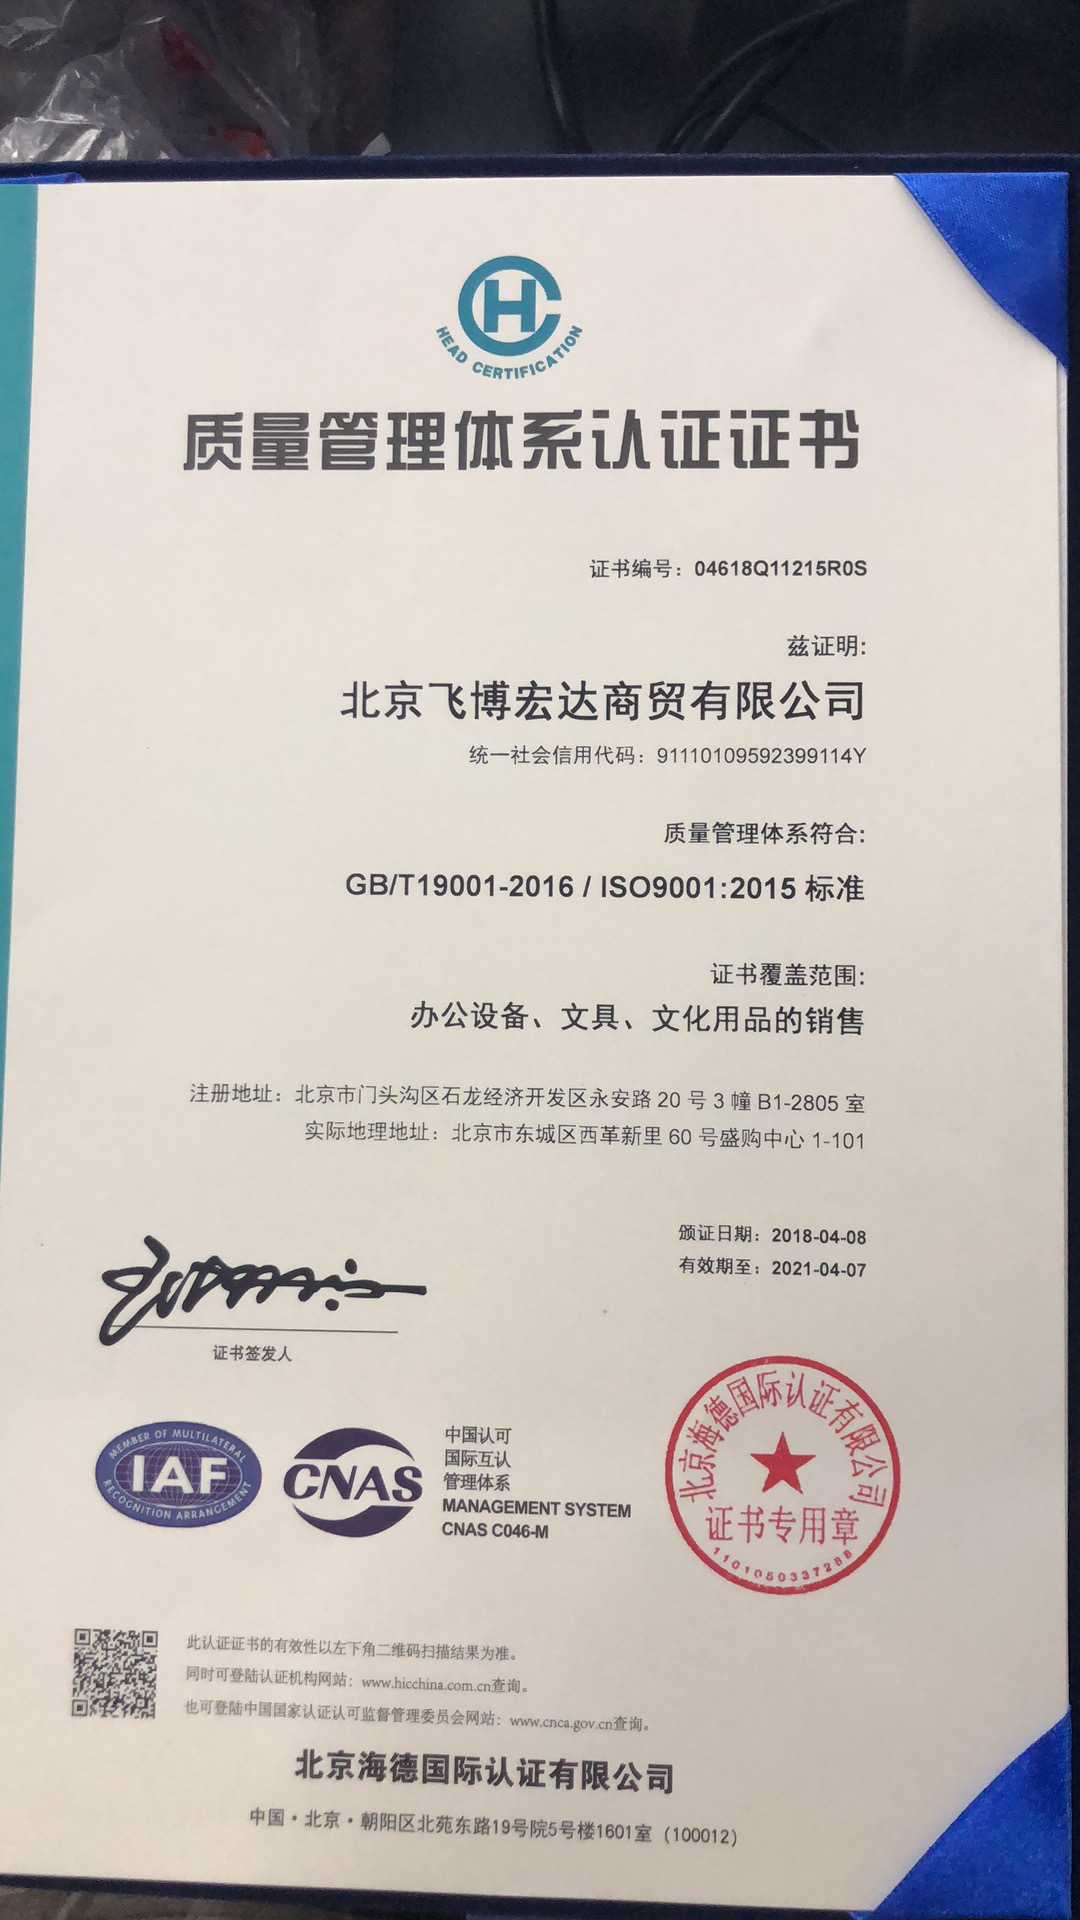 HC
HEAD CERTIFICATION
质量管理体系认证证书
证书编号：04618Q11215R0S
兹证明:
北京飞博宏达商贸有限公司
统一社会信用代码：91110109592399114Y
质量管理体系符合:
GB/T19001-2016 / ISO9001:2015 标准
证书覆盖范围:
办公设备、文具、文化用品的销售
注册地址：北京市门头沟区石龙经济开发区永安路 20 号 3 幢 B1-2805 室
实际地理地址：北京市东城区西革新里 60 号盛购中心 1-101
颁证日期：2018-04-08
有效期至：2021-04-07
证书签发人
MEMBER OF MULTILATERAL
IAF
RECOGNITION ARRANGEMENT
CNAS
中国认可
国际互认
管理体系
MANAGEMENT SYSTEM
CNAS C046-M
北京海德国际认证有限公司
证书专用章
1101050337288
此认证证书的有效性以左下角二维码扫描结果为准。
同时可登陆认证机构网站：www.hicchina.com.cn查询。
也可登陆中国国家认证认可监督管理委员会网站：www.cnca.gov.cn查询。
北京海德国际认证有限公司
中国・北京・朝阳区北苑东路19号院5号楼1601室（100012）